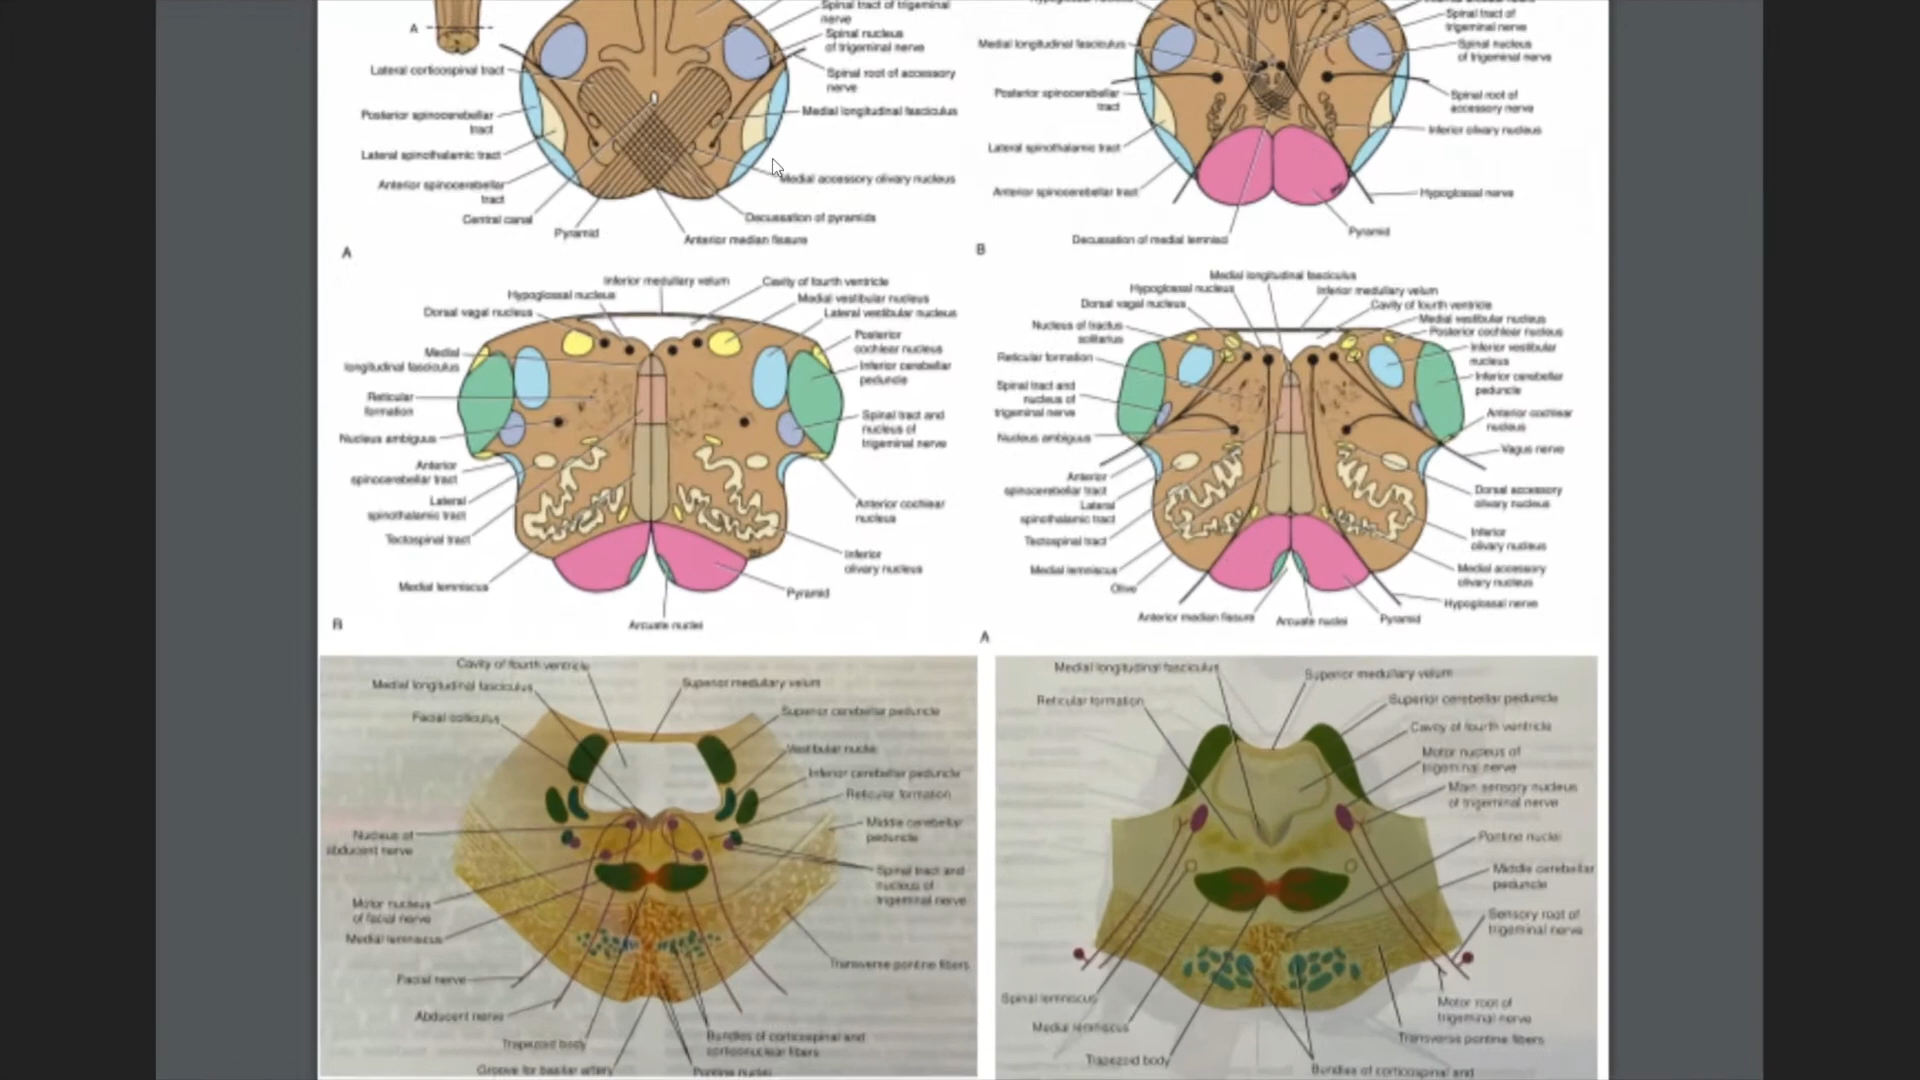 Spinal tract of trigeminal
nerve
Spinal nucleus
of trigeminal nerve
A
Lateral corticospinal tract
Spinal root of accessory
nerve
Posterior spinocerebellar
tract
Medial longitudinal fasciculus
Lateral spinothalamic tract
Anterior spinocerebellar
tract
Medial accessory olivary nucleus
Central canal
Decussation of pyramids
Pyramid
Anterior median fissure
A
Spinal tract of
trigeminal nerve
Medial longitudinal fasciculus
Spinal nucleus
of trigeminal nerve
Posterior spinocerebellar
tract
Spinal root of
accessory nerve
Inferior olivary nucleus
Lateral spinothalamic tract
Anterior spinocerebellar tract
Hypoglossal nerve
Decussation of medial lemnisci
Pyramid
B
Inferior medullary velum
Cavity of fourth ventricle
Hypoglossal nucleus
Medial vestibular nucleus
Dorsal vagal nucleus
Lateral vestibular nucleus
Medial
longitudinal fasciculus
Posterior
cochlear nucleus
Inferior cerebellar
peduncle
Reticular
formation
Spinal tract and
nucleus of
trigeminal nerve
Nucleus ambiguus
Anterior
spinocerebellar tract
Lateral
spinothalamic tract
Anterior cochlear
nucleus
Tectospinal tract
Inferior
olivary nucleus
Medial lemniscus
Pyramid
Arcuate nuclei
B
Medial longitudinal fasciculus
Hypoglossal nucleus
Inferior medullary velum
Dorsal vagal nucleus
Cavity of fourth ventricle
Nucleus of tractus
solitarius
Medial vestibular nucleus
Posterior cochlear nucleus
Reticular formation
Inferior vestibular
nucleus
Spinal tract and
nucleus of
trigeminal nerve
Inferior cerebellar
peduncle
Anterior cochlear
nucleus
Nucleus ambiguus
Vagus nerve
Anterior
spinocerebellar tract
Dorsal accessory
olivary nucleus
Lateral
spinothalamic tract
Inferior
olivary nucleus
Tectospinal tract
Medial lemniscus
Medial accessory
olivary nucleus
Olive
Hypoglossal nerve
Anterior median fissure
Arcuate nuclei
Pyramid
A
Cavity of fourth ventricle
Medial longitudinal fasciculus
Superior medullary velum
Facial colliculus
Superior cerebellar peduncle
Vestibular nuclei
Inferior cerebellar peduncle
Reticular formation
Nucleus of
abducent nerve
Middle cerebellar
peduncle
Spinal tract and
nucleus of
trigeminal nerve
Motor nucleus
of facial nerve
Medial lemniscus
Transverse pontine fibers
Facial nerve
Abducent nerve
Trapezoid body
Bundles of corticospinal and
corticonuclear fibers
Groove for basilar artery
Pontine nuclei
Medial longitudinal fasciculus
Superior medullary velum
Reticular formation
Superior cerebellar peduncle
Cavity of fourth ventricle
Motor nucleus of
trigeminal nerve
Main sensory nucleus
of trigeminal nerve
Pontine nuclei
Middle cerebellar
peduncle
Sensory root of
trigeminal nerve
Spinal lemniscus
Motor root of
trigeminal nerve
Medial lemniscus
Transverse pontine fibers
Trapezoid body
Bundles of corticospinal and